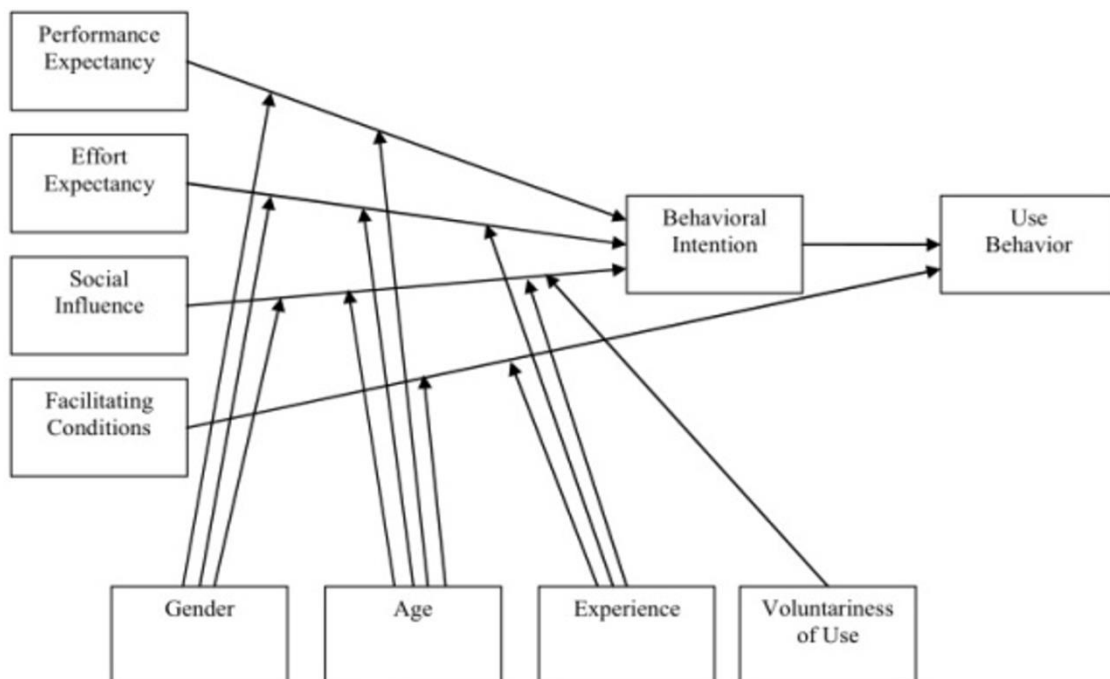 Performance
Expectancy
Effort
Expectancy
Social
Influence
Facilitating
Conditions
Behavioral
Intention
Use
Behavior
Gender
Age
Experience
Voluntariness
of Use